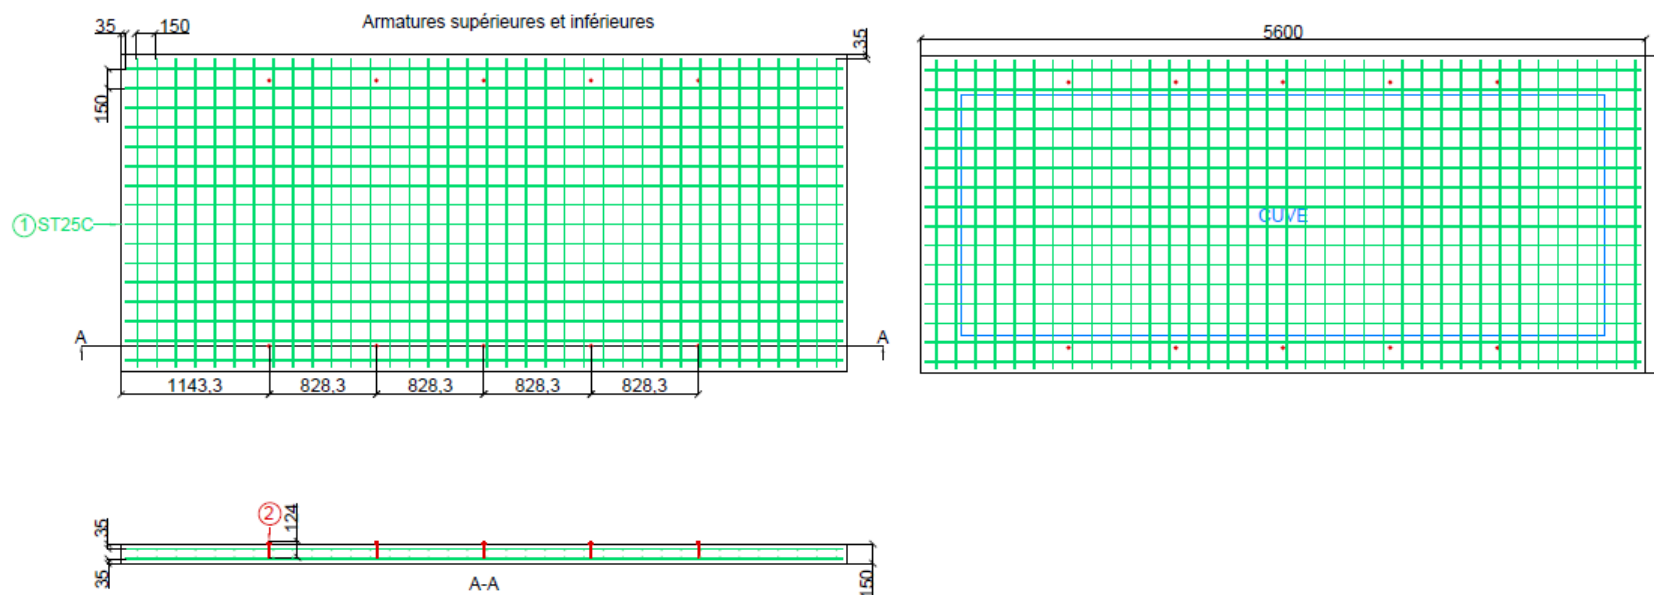 Armatures supérieures et inférieures
35
150
35
150
5600
① ST25C
CUVE
A
A
1143,3
828,3
828,3
828,3
828,3
②
124
35
35
A-A
150